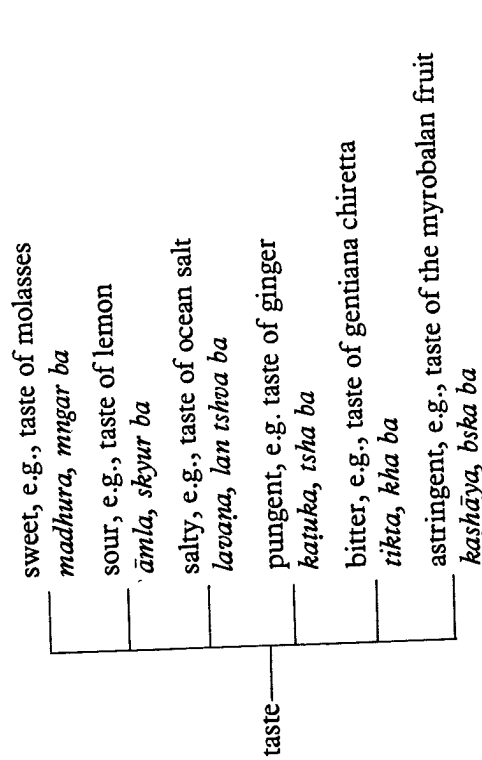 taste
sweet, e.g., taste of molasses
madhura, mngar ba
sour, e.g., taste of lemon
āmla, skyur ba
salty, e.g., taste of ocean salt
lavaṇa, lan tshva ba
pungent, e.g. taste of ginger
kaṭuka, tsha ba
bitter, e.g., taste of gentiana chiretta
tikta, kha ba
astringent, e.g., taste of the myrobalan fruit
kaṣhāya, bska ba